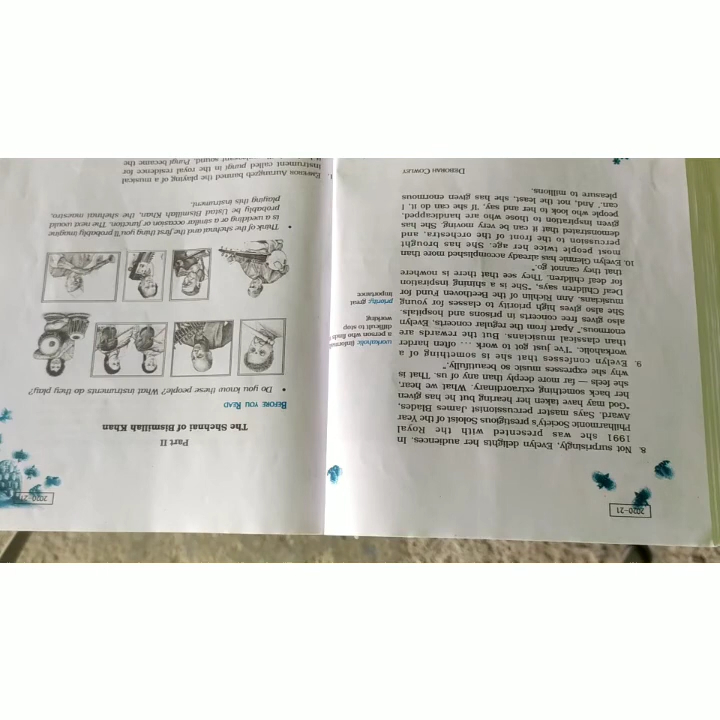 2020-21
8. Not surprisingly, Evelyn delights her audiences. In
1991 she was presented with the Royal
Philharmonic Society's prestigious Soloist of the Year
Award. Says master percussionist James Blades,
"God may have taken her hearing but he has given
her back something extraordinary. What we hear,
she feels — far more deeply than any of us. That is
why she expresses music so beautifully."
9. Evelyn confesses that she is something of a
workaholic. "I've just got to work ... often harder
than classical musicians. But the rewards are
enormous." Apart from the regular concerts, Evelyn
also gives free concerts in prisons and hospitals.
She also gives high priority to classes for young
musicians. Ann Richlin of the Beethoven Fund for
Deaf Children says, "She is a shining inspiration
for deaf children. They see that there is nowhere
that they cannot go."
10. Evelyn Glennie has already accomplished more than
most people twice her age. She has brought
percussion to the front of the orchestra, and
demonstrated that it can be very moving. She has
given inspiration to those who are handicapped,
people who look to her and say, 'If she can do it, I
can.' And, not the least, she has given enormous
pleasure to millions.
DEBORAH COWLEY
workaholic (informal)
a person who finds it
difficult to stop
working
priority: great
importance
2020-21
Part II
The Shehnai of Bismillah Khan
BEFORE YOU READ
• Do you know these people? What instruments do they play?
• Think of the shehnai and the first thing you'll probably imagine
is a wedding or a similar occasion or function. The next would
probably be Ustad Bismillah Khan, the shehnai maestro,
playing this instrument.
1. EMPEROR Aurangzeb banned the playing of a musical
instrument called pungi in the royal residence for
sound. Pungi became the